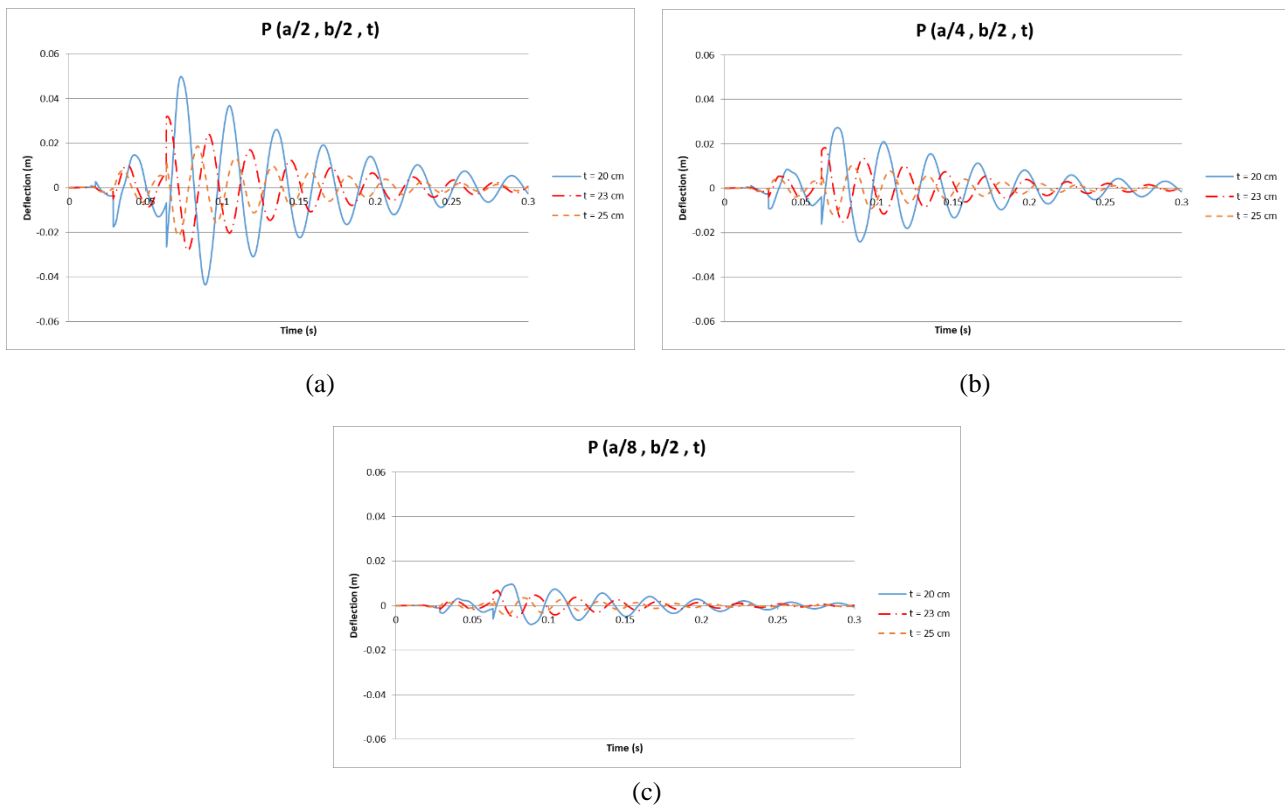 P (a/2 , b/2 , t)
0.06
0.04
0.02
0
-0.02
-0.04
-0.06
Deflection (m)
0 0.05 0.1 0.15 0.2 0.25 0.3
Time (s)
t = 20 cm
t = 23 cm
t = 25 cm
(a)
P (a/4 , b/2 , t)
0.06
0.04
0.02
0
-0.02
-0.04
-0.06
Deflection (m)
0 0.05 0.1 0.15 0.2 0.25 0.3
Time (s)
t = 20 cm
t = 23 cm
t = 25 cm
(b)
P (a/8 , b/2 , t)
0.06
0.04
0.02
0
-0.02
-0.04
-0.06
Deflection (m)
0 0.05 0.1 0.15 0.2 0.25 0.3
Time (s)
t = 20 cm
t = 23 cm
t = 25 cm
(c)